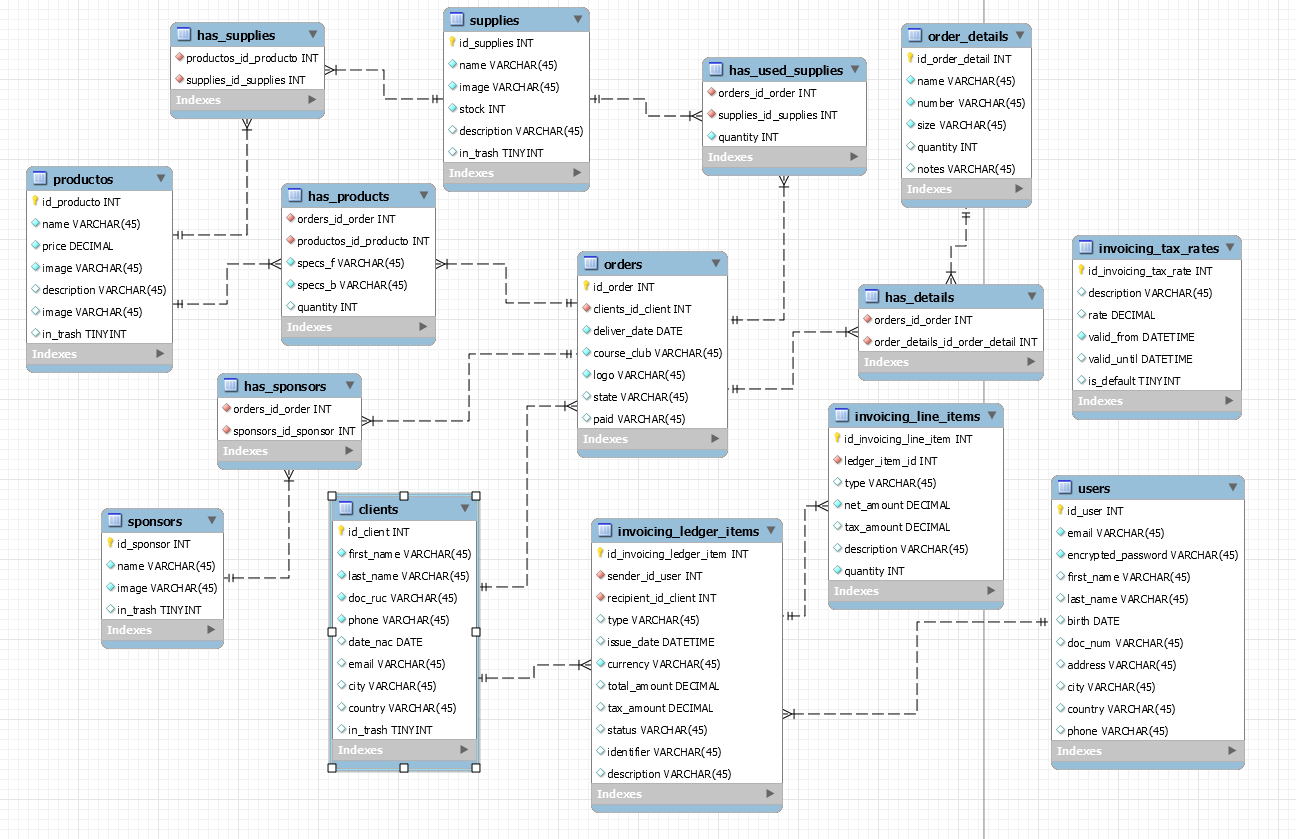 has_supplies
productos_id_producto INT
supplies_id_supplies INT
Indexes
supplies
id_supplies INT
name VARCHAR(45)
image VARCHAR(45)
stock INT
description VARCHAR(45)
in_trash TINYINT
Indexes
has_used_supplies
orders_id_order INT
supplies_id_supplies INT
quantity INT
Indexes
order_details
id_order_detail INT
name VARCHAR(45)
number VARCHAR(45)
size VARCHAR(45)
quantity INT
notes VARCHAR(45)
Indexes
productos
id_producto INT
name VARCHAR(45)
price DECIMAL
image VARCHAR(45)
description VARCHAR(45)
image VARCHAR(45)
in_trash TINYINT
Indexes
has_products
orders_id_order INT
productos_id_producto INT
specs_f VARCHAR(45)
specs_b VARCHAR(45)
quantity INT
Indexes
orders
id_order INT
clients_id_client INT
deliver_date DATE
course_club VARCHAR(45)
logo VARCHAR(45)
state VARCHAR(45)
paid VARCHAR(45)
Indexes
has_details
orders_id_order INT
order_details_id_order_detail INT
Indexes
invoicing_tax_rates
id_invoicing_tax_rate INT
description VARCHAR(45)
rate DECIMAL
valid_from DATETIME
valid_until DATETIME
is_default TINYINT
Indexes
has_sponsors
orders_id_order INT
sponsors_id_sponsor INT
Indexes
invoicing_line_items
id_invoicing_line_item INT
ledger_item_id INT
type VARCHAR(45)
net_amount DECIMAL
tax_amount DECIMAL
description VARCHAR(45)
quantity INT
Indexes
sponsors
id_sponsor INT
name VARCHAR(45)
image VARCHAR(45)
in_trash TINYINT
Indexes
clients
id_client INT
first_name VARCHAR(45)
last_name VARCHAR(45)
doc_ruc VARCHAR(45)
phone VARCHAR(45)
date_nac DATE
email VARCHAR(45)
city VARCHAR(45)
country VARCHAR(45)
in_trash TINYINT
Indexes
invoicing_ledger_items
id_invoicing_ledger_item INT
sender_id_user INT
recipient_id_client INT
type VARCHAR(45)
issue_date DATETIME
currency VARCHAR(45)
total_amount DECIMAL
tax_amount DECIMAL
status VARCHAR(45)
identifier VARCHAR(45)
description VARCHAR(45)
Indexes
users
id_user INT
email VARCHAR(45)
encrypted_password VARCHAR(45)
first_name VARCHAR(45)
last_name VARCHAR(45)
birth DATE
doc_num VARCHAR(45)
address VARCHAR(45)
city VARCHAR(45)
country VARCHAR(45)
phone VARCHAR(45)
Indexes